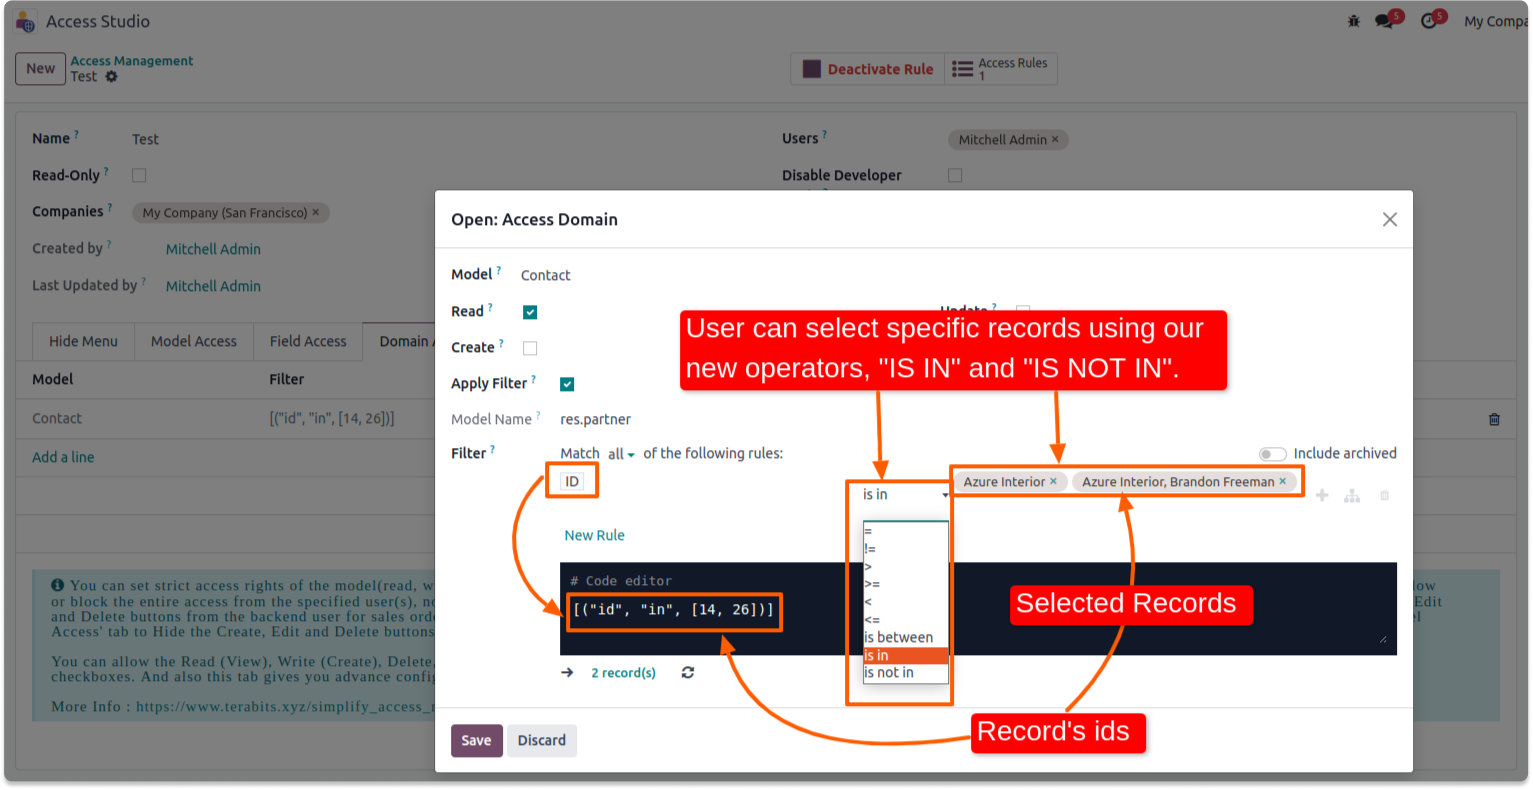 Access Studio
5
5
My Compa
New
Access Management
Test
Deactivate Rule
Access Rules
1
Name ?
Test
Users ?
Mitchell Admin ×
Read-Only ?
Disable Developer
Companies ?
My Company (San Francisco) ×
Created by ?
Mitchell Admin
Last Updated by ?
Mitchell Admin
Hide Menu
Model Access
Field Access
Domain A
Model
Filter
Contact
[("id", "in", [14, 26])]
Add a line
You can set strict access rights of the model(read, w
or block the entire access from the specified user(s), no
and Delete buttons from the backend user for sales ord
Access' tab to Hide the Create, Edit and Delete buttons
You can allow the Read (View), Write (Create), Delete,
checkboxes. And also this tab gives you advance config
More Info : https://www.terabits.xyz/simplify_access_
low
Edit
el
Open: Access Domain
Model ?
Contact
Read ?
Update ?
Create ?
Apply Filter ?
Model Name ?
res.partner
Filter ?
Match all of the following rules:
Include archived
ID
is in
Azure Interior ×
Azure Interior, Brandon Freeman ×
New Rule
=
!=
>
>=
<
<=
is between
is in
is not in
# Code editor
[("id", "in", [14, 26])]
2 record(s)
Save
Discard
User can select specific records using our
new operators, "IS IN" and "IS NOT IN".
Selected Records
Record's ids